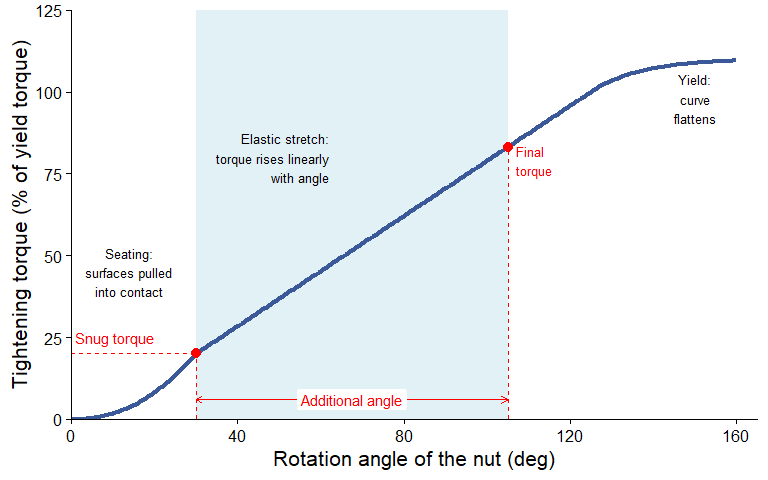 125
100
75
50
25
0
Tightening torque (% of yield torque)
Yield:
curve
flattens
Elastic stretch:
torque rises linearly
with angle
Final
torque
Seating:
surfaces pulled
into contact
Snug torque
Additional angle
0
40
80
120
160
Rotation angle of the nut (deg)